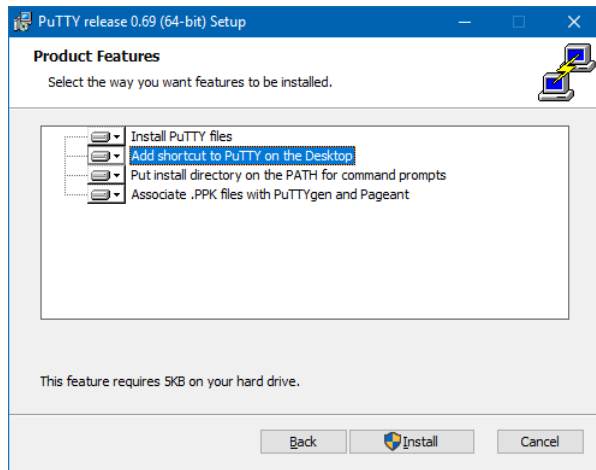 PuTTY release 0.69 (64-bit) Setup
Product Features
Select the way you want features to be installed.
Install PuTTY files
Add shortcut to PuTTY on the Desktop
Put install directory on the PATH for command prompts
Associate .PPK files with PuTTYgen and Pageant
This feature requires 5KB on your hard drive.
Back Install Cancel